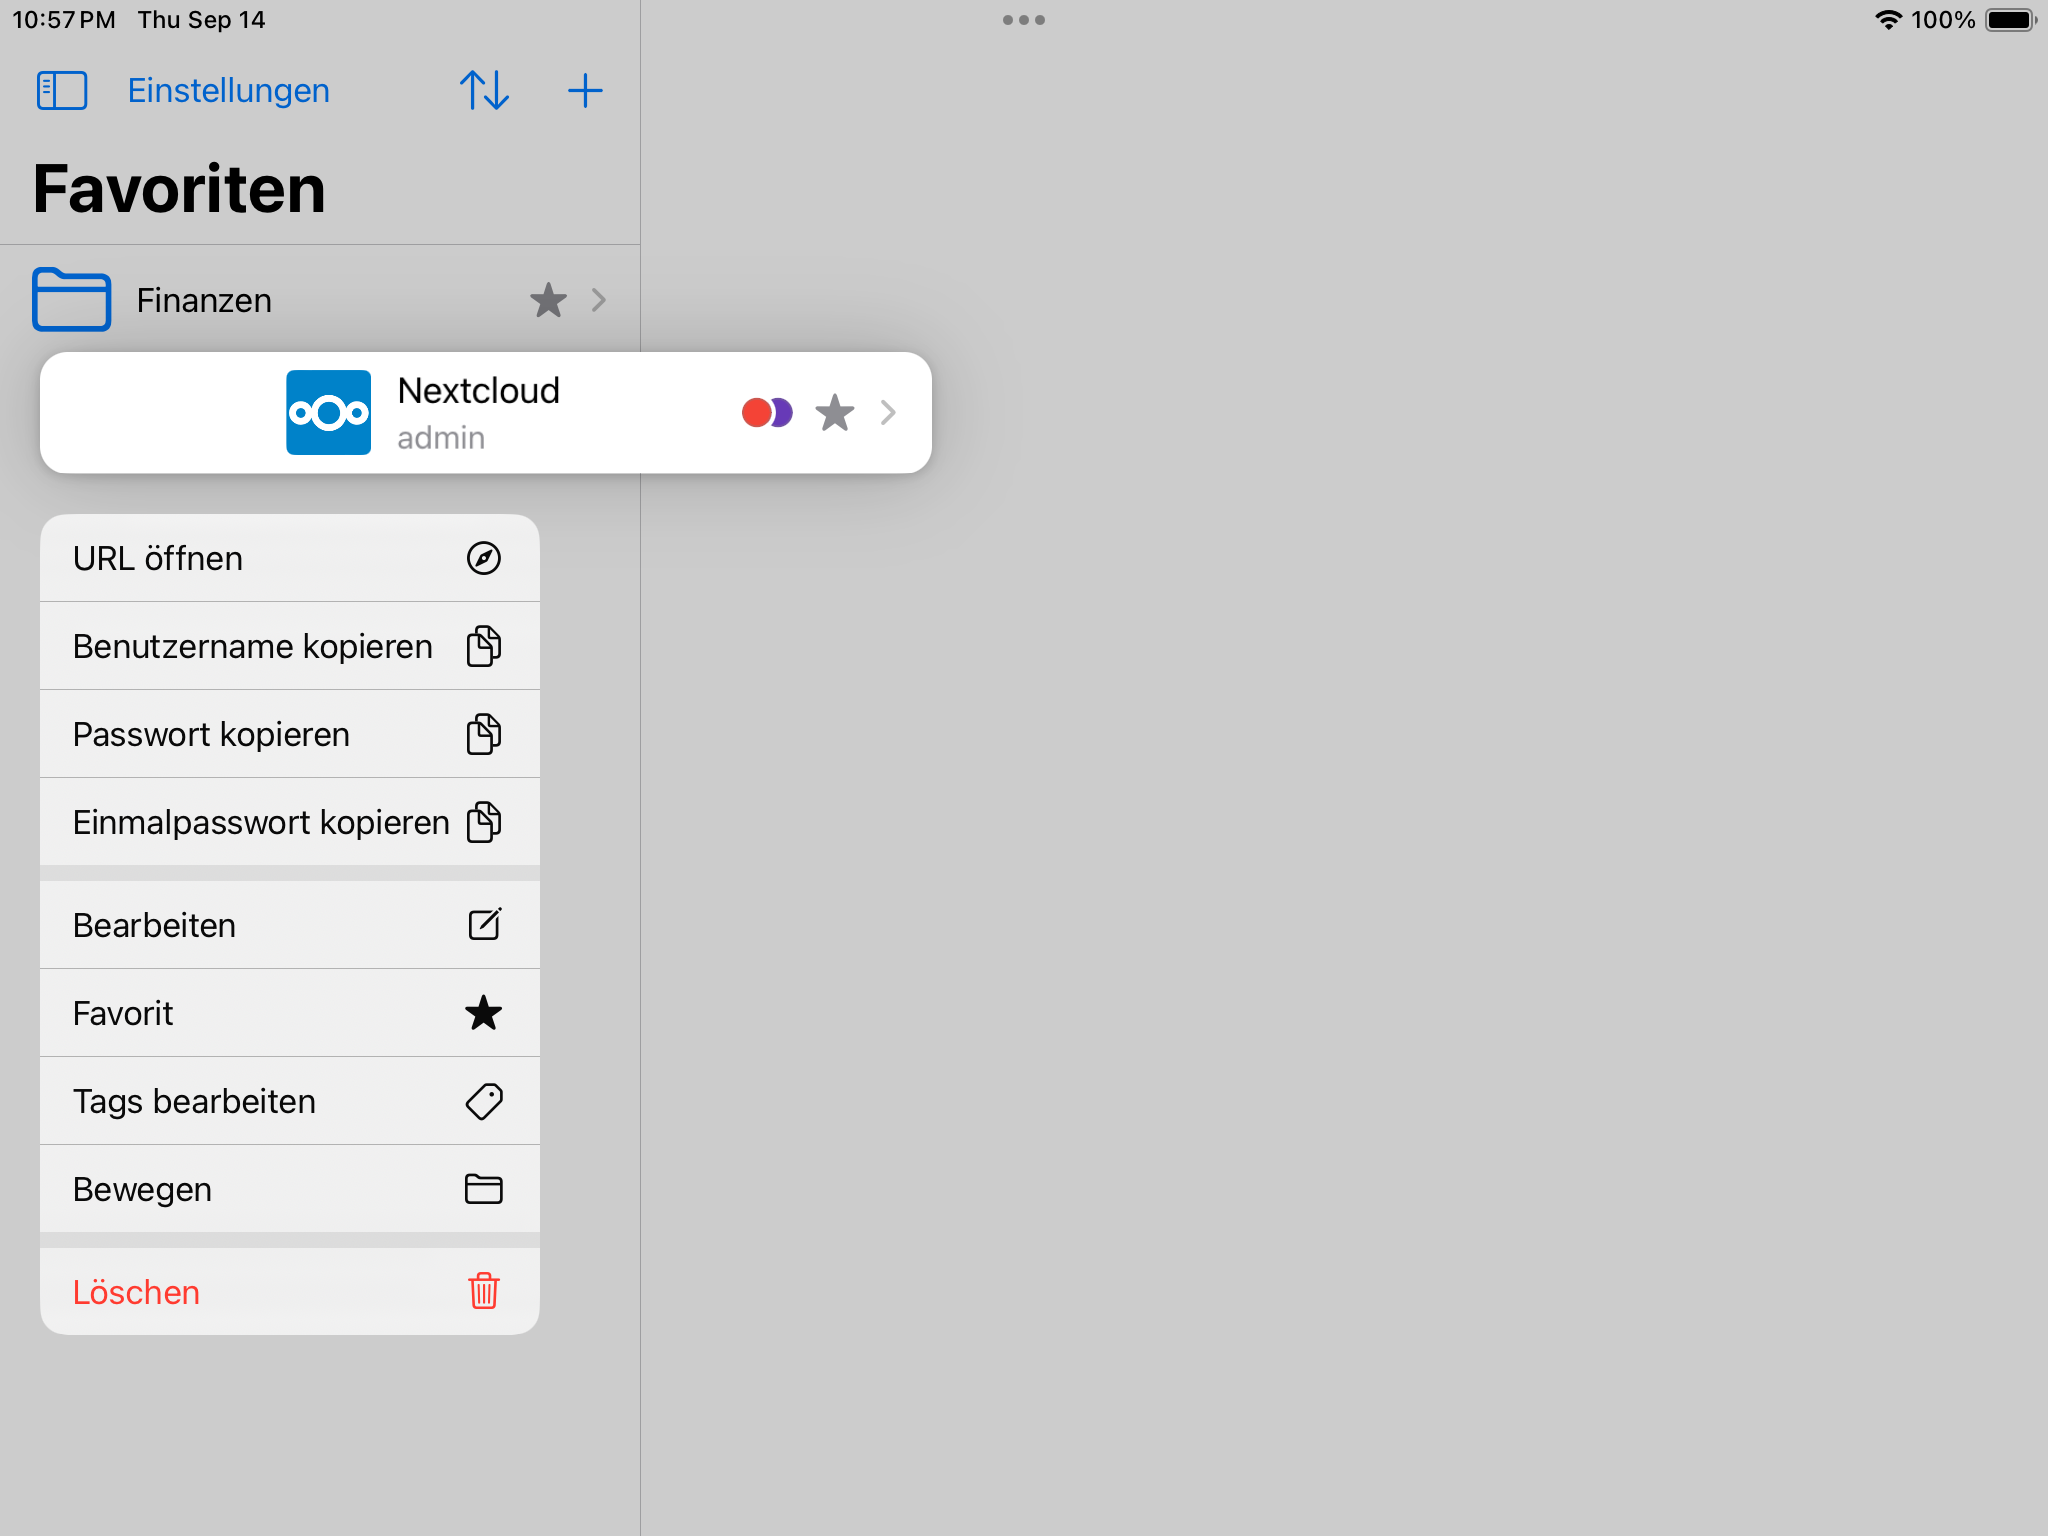 10:57 PM Thu Sep 14
100%
Einstellungen
Favoriten
Finanzen
Nextcloud
admin
URL öffnen
Benutzername kopieren
Passwort kopieren
Einmalpasswort kopieren
Bearbeiten
Favorit
Tags bearbeiten
Bewegen
Löschen